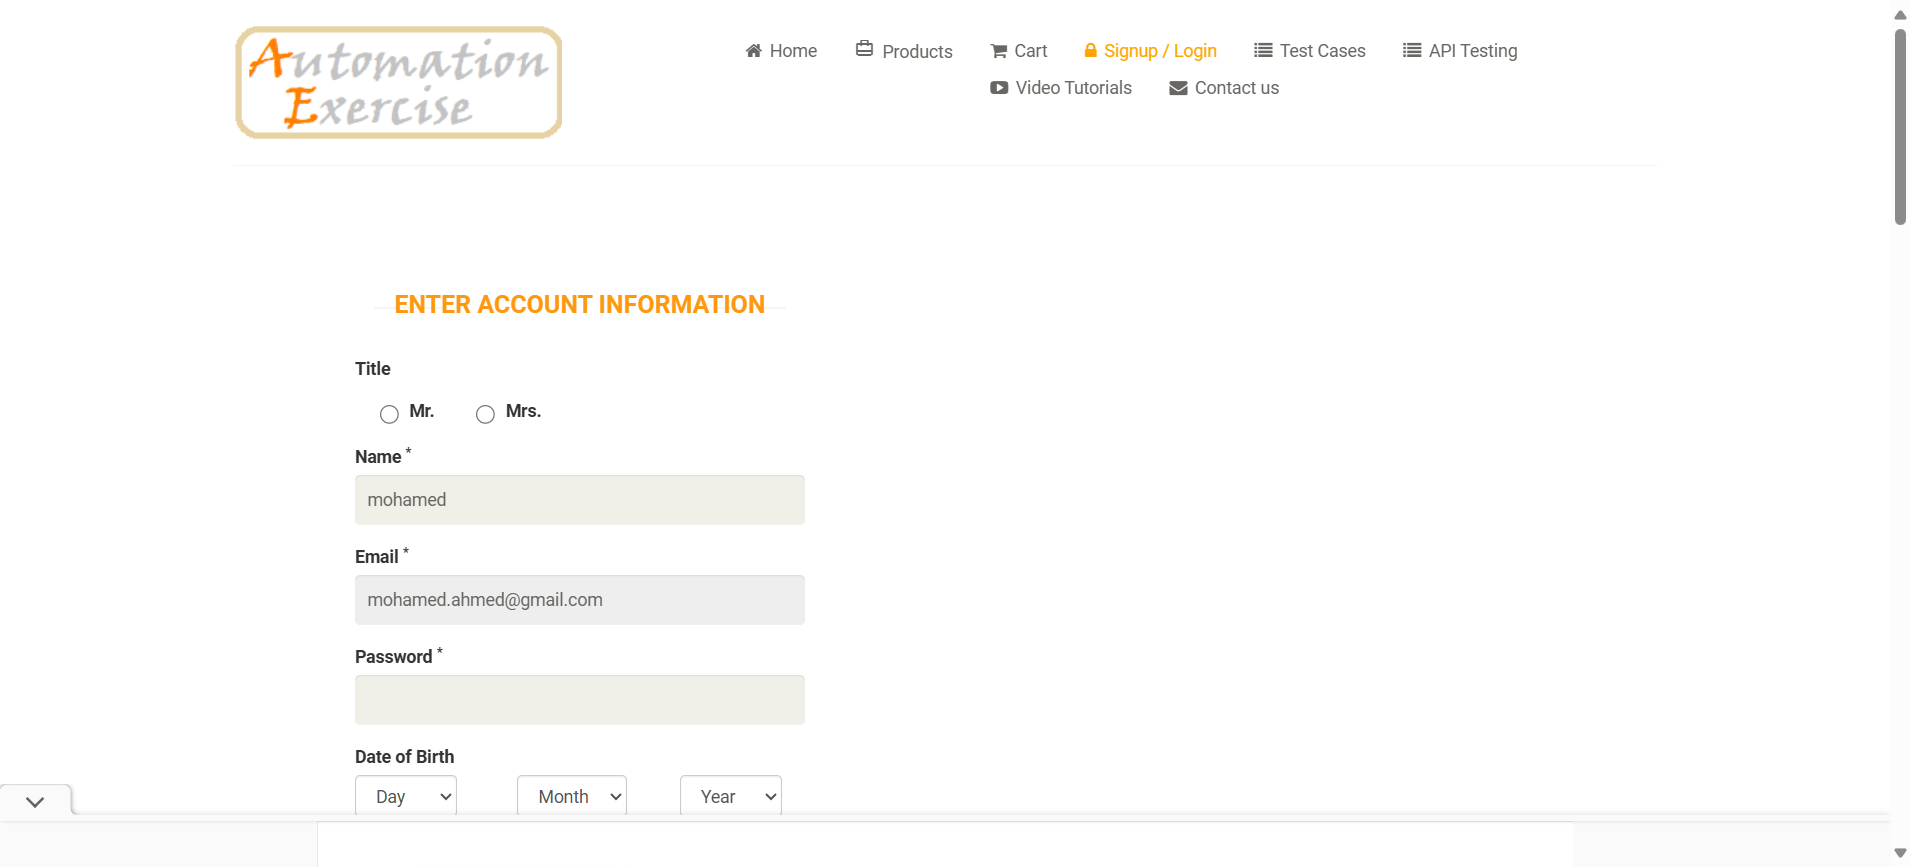 Automation
Exercise
Home
Products
Cart
Signup / Login
Test Cases
API Testing
Video Tutorials
Contact us
ENTER ACCOUNT INFORMATION
Title
Mr.
Mrs.
Name *
mohamed
Email *
mohamed.ahmed@gmail.com
Password *
Date of Birth
Day
Month
Year